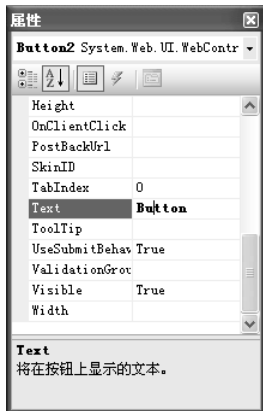 属性
Button2 System.Web.UI.WebContr
Height
OnClientClick
PostBackUrl
SkinID
TabIndex 0
Text Button
ToolTip
UseSubmitBehav True
ValidationGrou
Visible True
Width
Text
将在按钮上显示的文本。